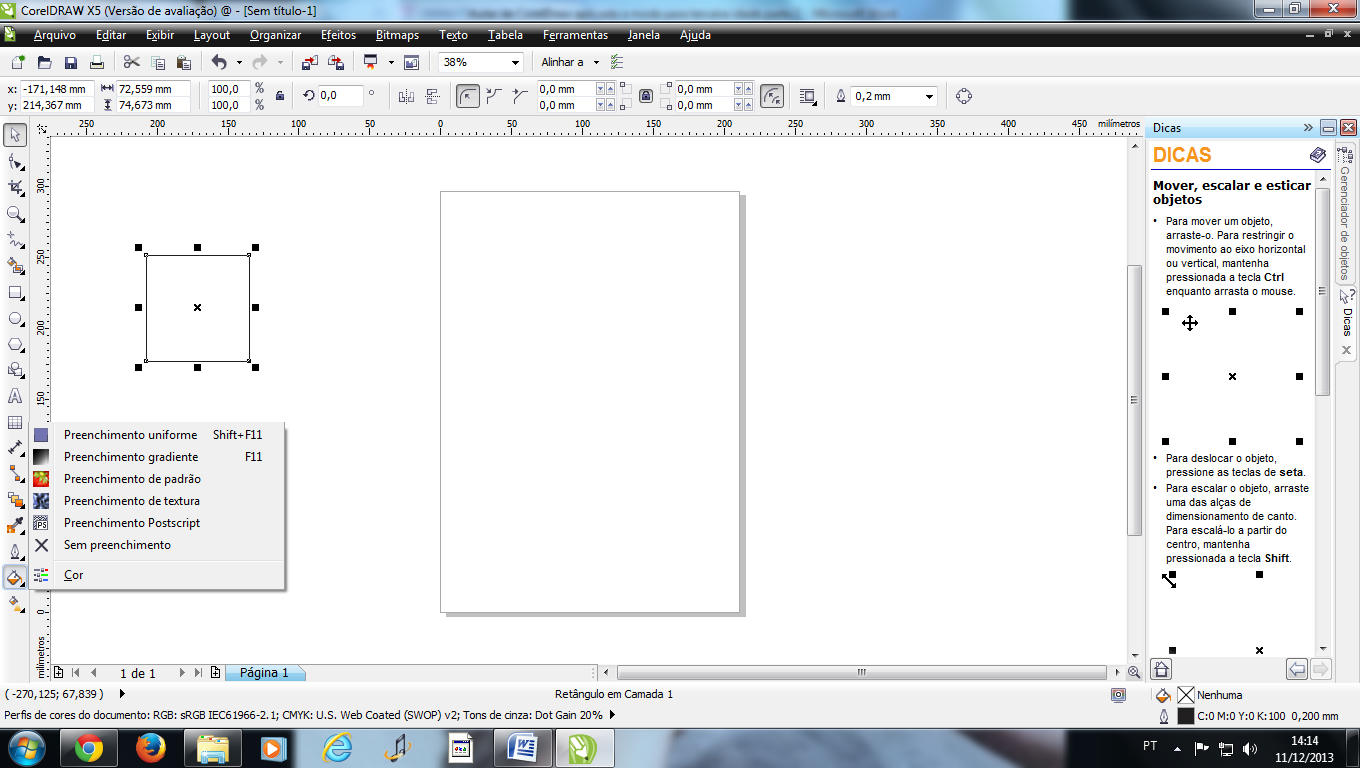 CorelDRAW X5 (Versão de avaliação) @ - [Sem título-1]
Arquivo Editar Exibir Layout Organizar Efeitos Bitmaps Texto Tabela Ferramentas Janela Ajuda
38% Alinhar a
x: -171,148 mm 72,559 mm 100,0 % 0,0 ° 0,0 mm 0,0 mm 0,2 mm
y: 214,367 mm 74,673 mm 100,0 % 0,0 mm 0,0 mm
250 200 150 100 50 0 50 100 150 200 250 300 350 400 450 milímetros
300
250
200
150
0
milímetros
Preenchimento uniforme Shift+F11
Preenchimento gradiente F11
Preenchimento de padrão
Preenchimento de textura
Preenchimento Postscript
Sem preenchimento
Cor
Dicas
DICAS
Mover, escalar e esticar
objetos
• Para mover um objeto,
arraste-o. Para restringir o
movimento ao eixo horizontal
ou vertical, mantenha
pressionada a tecla Ctrl
enquanto arrasta o mouse.
• Para deslocar o objeto,
pressione as teclas de seta.
• Para escalar o objeto, arraste
uma das alças de
dimensionamento de canto.
Para escalá-lo a partir do
centro, mantenha
pressionada a tecla Shift.
Gerenciador de objetos
Dicas
1 de 1 Página 1
( -270,125; 67,839 ) Retângulo em Camada 1 Nenhuma
Perfis de cores do documento: RGB: sRGB IEC61966-2.1; CMYK: U.S. Web Coated (SWOP) v2; Tons de cinza: Dot Gain 20% C:0 M:0 Y:0 K:100 0,200 mm
PT 14:14
11/12/2013